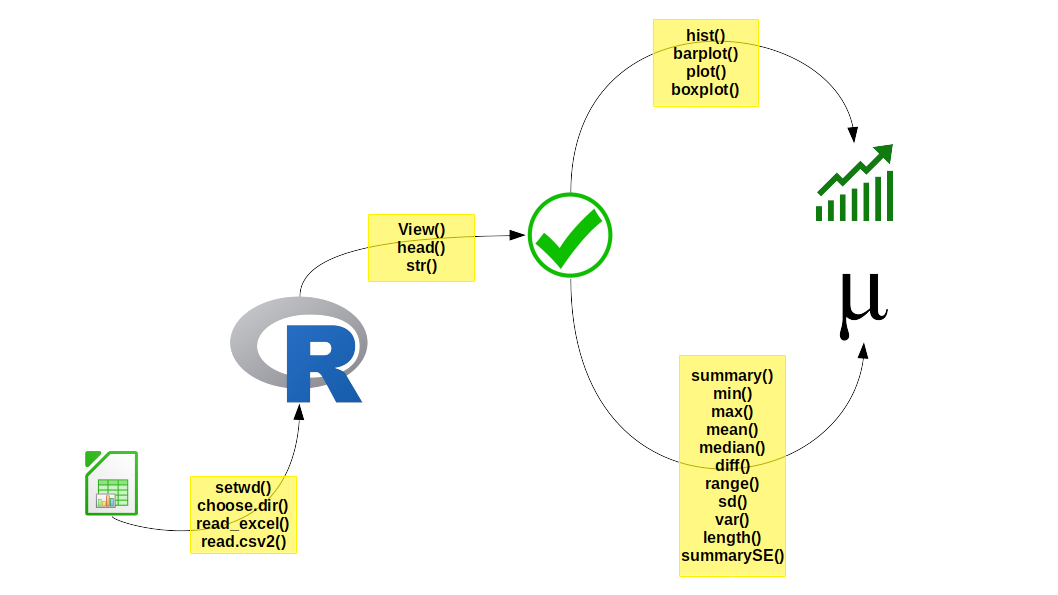 hist()
barplot()
plot()
boxplot()
View()
head()
str()
R
μ
setwd()
choose.dir()
read_excel()
read.csv2()
summary()
min()
max()
mean()
median()
diff()
range()
sd()
var()
length()
summarySE()